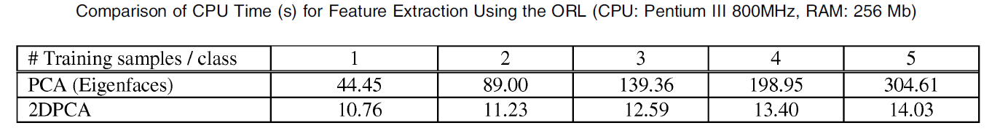 Comparison of CPU Time (s) for Feature Extraction Using the ORL (CPU: Pentium III 800MHz, RAM: 256 Mb)
# Training samples / class 1 2 3 4 5
PCA (Eigenfaces) 44.45 89.00 139.36 198.95 304.61
2DPCA 10.76 11.23 12.59 13.40 14.03